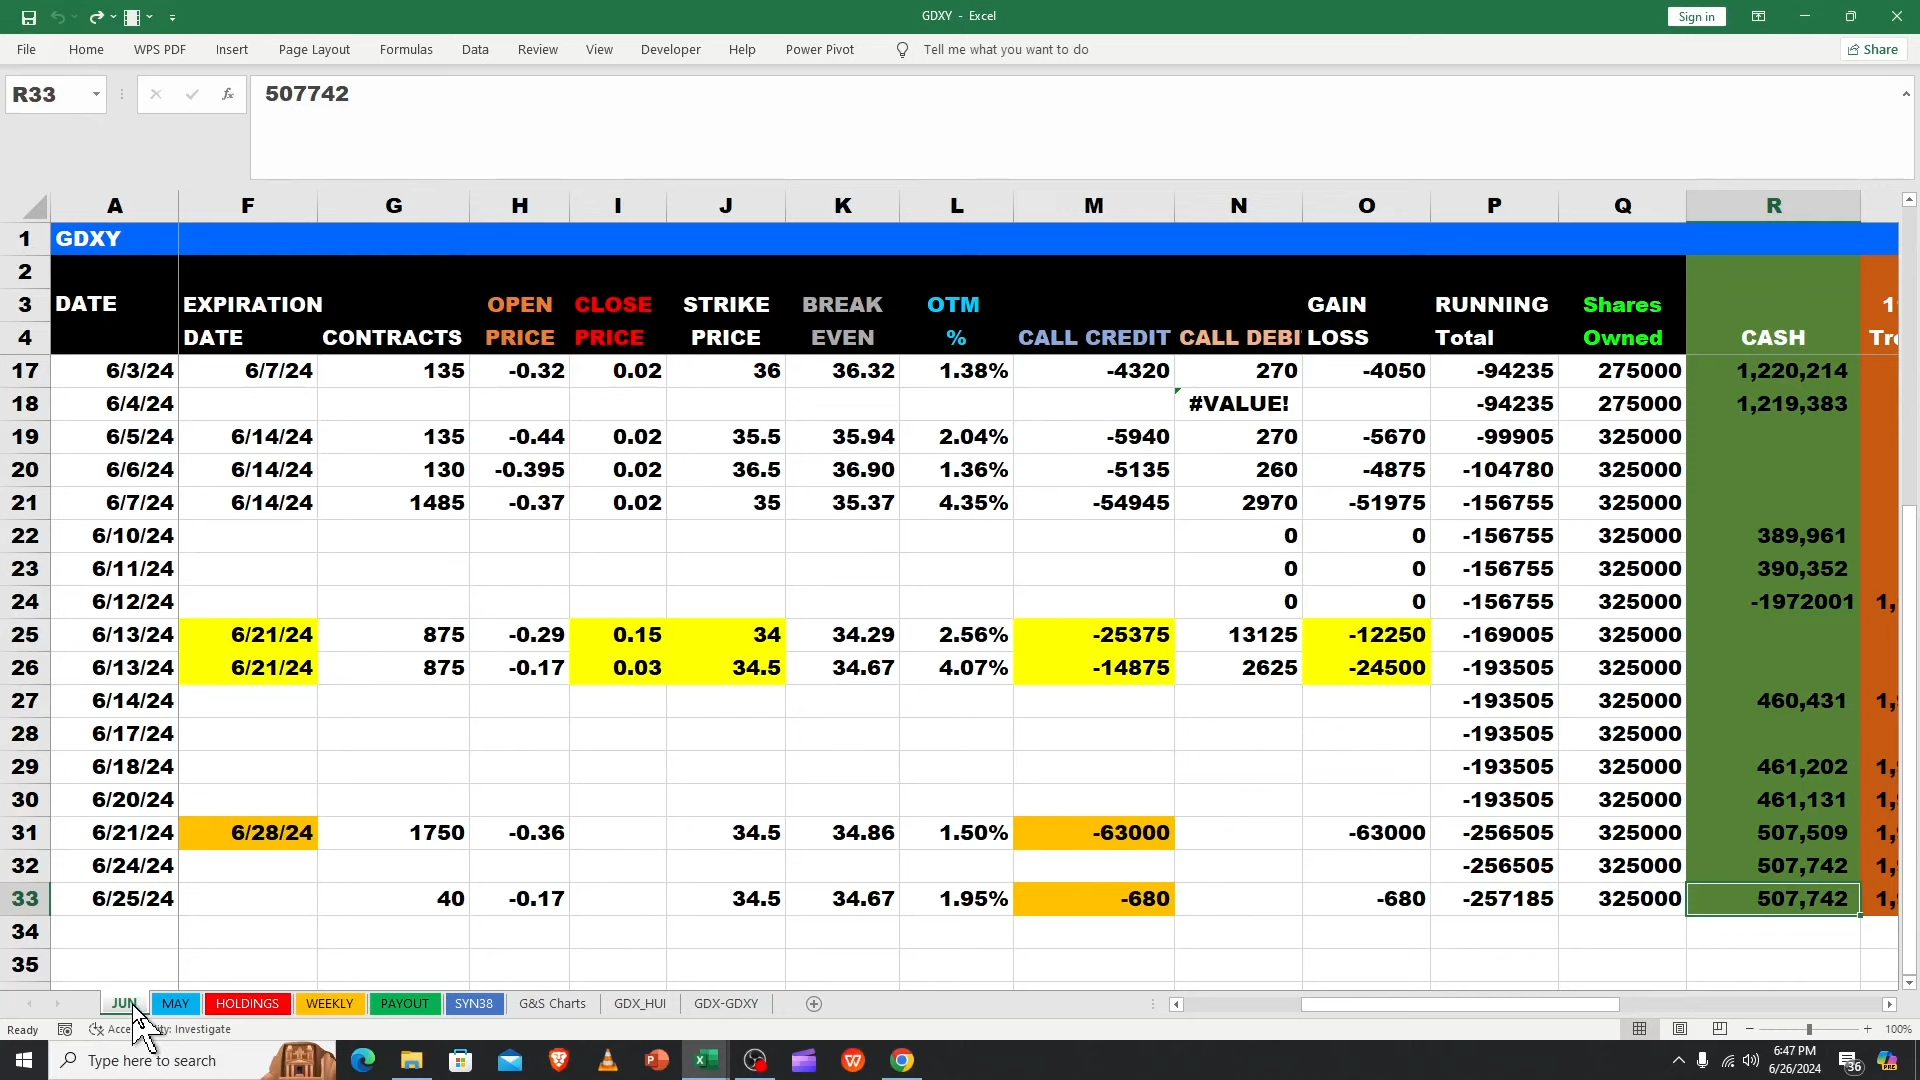 GDXY - Excel
Sign in
File Home WPS PDF Insert Page Layout Formulas Data Review View Developer Help Power Pivot Tell me what you want to do Share
R33 fx 507742
A F G H I J K L M N O P Q R
1 GDXY
2
3 DATE EXPIRATION OPEN CLOSE STRIKE BREAK OTM GAIN RUNNING Shares
4 DATE CONTRACTS PRICE PRICE PRICE EVEN % CALL CREDIT CALL DEBI LOSS Total Owned CASH
17 6/3/24 6/7/24 135 -0.32 0.02 36 36.32 1.38% -4320 270 -4050 -94235 275000 1,220,214
18 6/4/24 #VALUE! -94235 275000 1,219,383
19 6/5/24 6/14/24 135 -0.44 0.02 35.5 35.94 2.04% -5940 270 -5670 -99905 325000
20 6/6/24 6/14/24 130 -0.395 0.02 36.5 36.90 1.36% -5135 260 -4875 -104780 325000
21 6/7/24 6/14/24 1485 -0.37 0.02 35 35.37 4.35% -54945 2970 -51975 -156755 325000
22 6/10/24 0 0 -156755 325000 389,961
23 6/11/24 0 0 -156755 325000 390,352
24 6/12/24 0 0 -156755 325000 -1972001 1,
25 6/13/24 6/21/24 875 -0.29 0.15 34 34.29 2.56% -25375 13125 -12250 -169005 325000
26 6/13/24 6/21/24 875 -0.17 0.03 34.5 34.67 4.07% -14875 2625 -24500 -193505 325000
27 6/14/24 -193505 325000 460,431
28 6/17/24 -193505 325000
29 6/18/24 -193505 325000 461,202
30 6/20/24 -193505 325000 461,131
31 6/21/24 6/28/24 1750 -0.36 34.5 34.86 1.50% -63000 -63000 -256505 325000 507,509
32 6/24/24 -256505 325000 507,742
33 6/25/24 40 -0.17 34.5 34.67 1.95% -680 -680 -257185 325000 507,742
34
35
JUN MAY HOLDINGS WEEKLY PAYOUT SYN38 G&S Charts GDX_HUI GDX-GDXY
Ready Investigate 100%
Type here to search
6:47 PM
6/26/2024
36